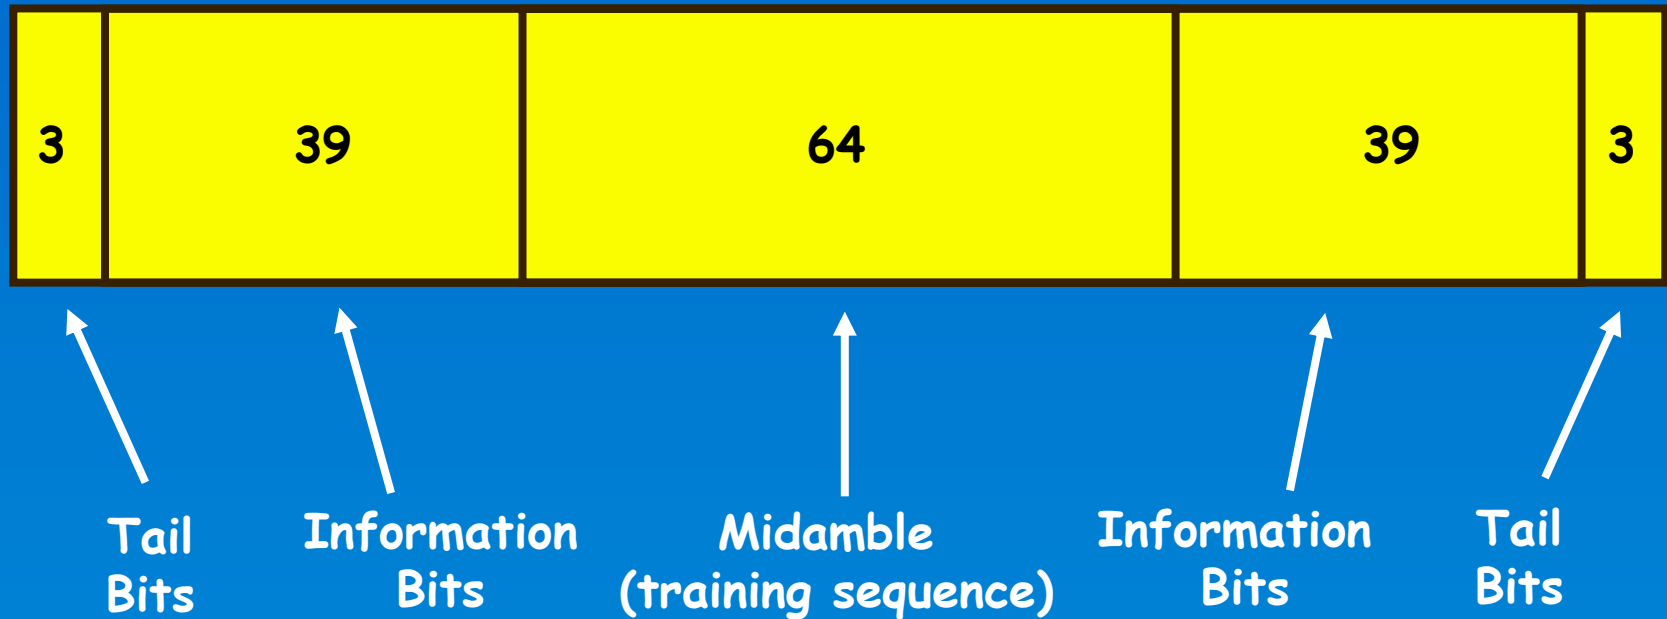 3 39 64 39 3
Tail Information Midamble Information Tail
Bits Bits (training sequence) Bits Bits